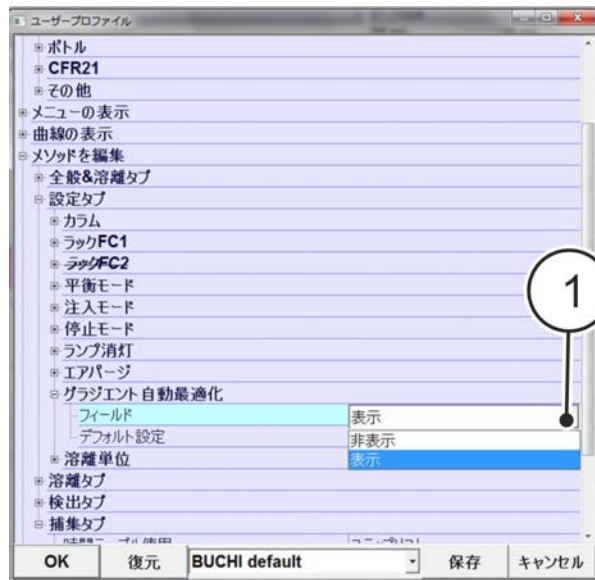 ユーザープロファイル
ボトル
CFR21
その他
メニューの表示
曲線の表示
メソッドを編集
全般&溶離タブ
設定タブ
カラム
ラックFC1
ラックFC2
平衡モード
注入モード
停止モード
ランプ消灯
エアパージ
グラジエント自動最適化
フィールド 表示
デフォルト設定 非表示
溶離単位 表示
溶離タブ
検出タブ
捕集タブ
1
OK 復元 BUCHI default 保存 キャンセル